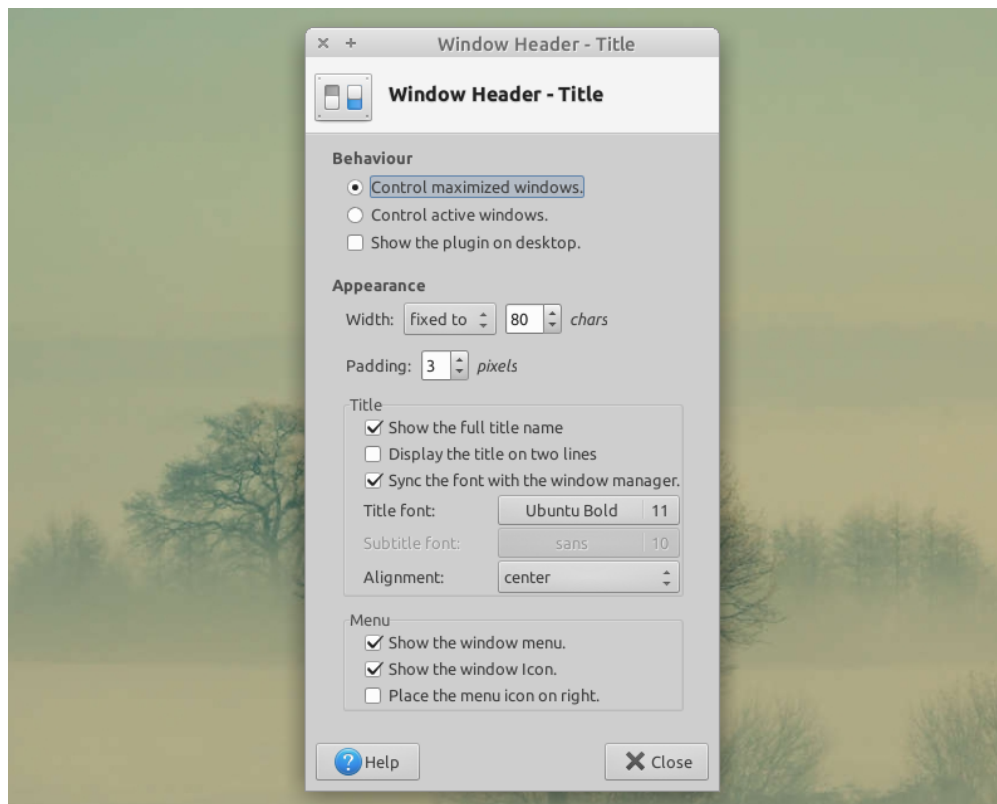 Window Header - Title
Window Header - Title
Behaviour
Control maximized windows.
Control active windows.
Show the plugin on desktop.
Appearance
Width: fixed to 80 chars
Padding: 3 pixels
Title
Show the full title name
Display the title on two lines
Sync the font with the window manager.
Title font: Ubuntu Bold 11
Subtitle font: sans 10
Alignment: center
Menu
Show the window menu.
Show the window Icon.
Place the menu icon on right.
Help Close